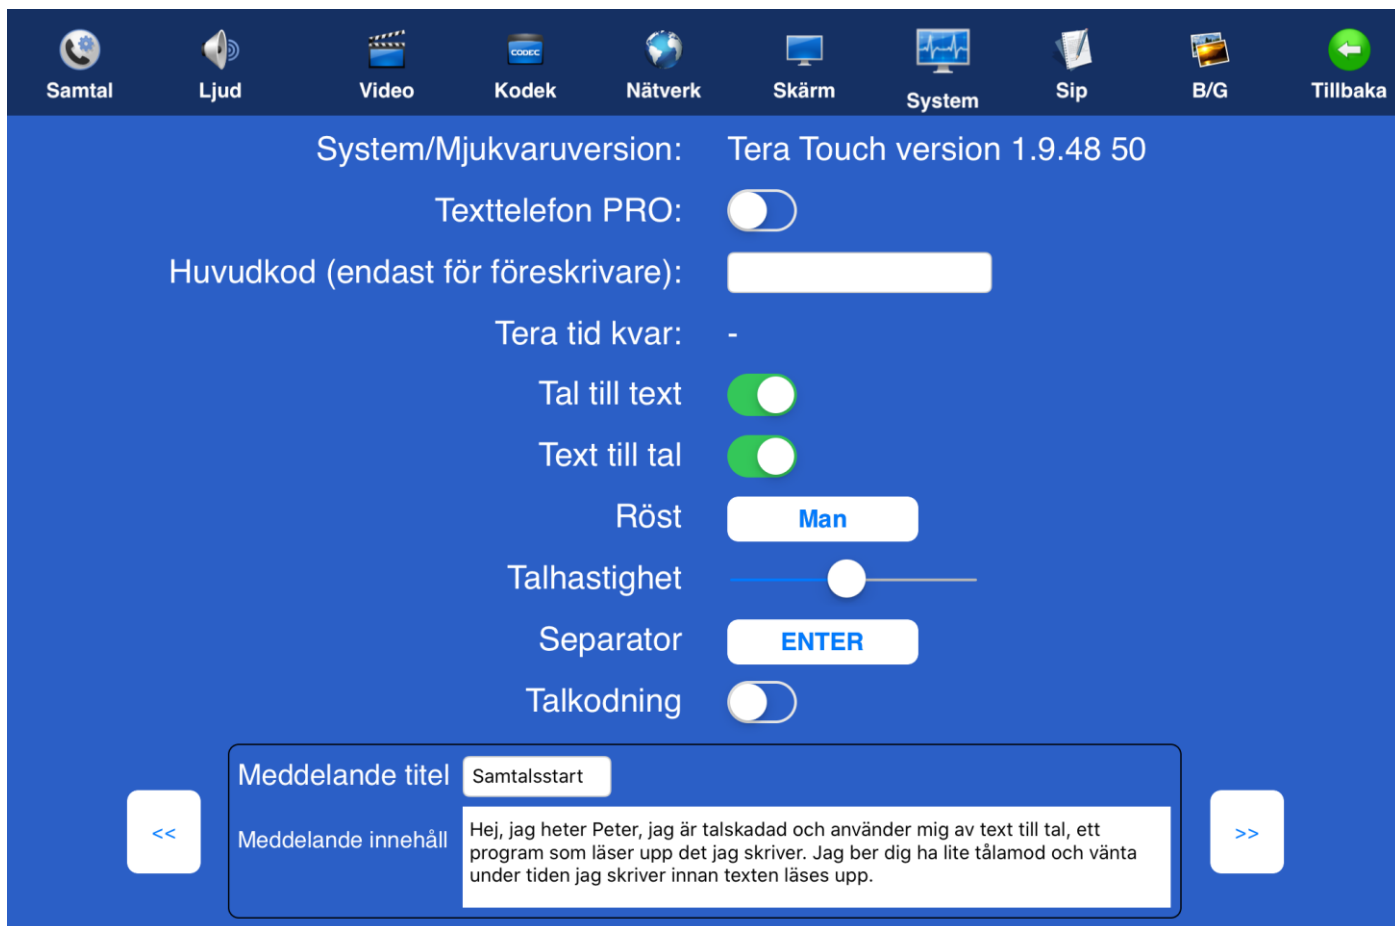 CODEC
Samtal Ljud Video Kodek Nätverk Skärm System Sip B/G Tillbaka
System/Mjukvaruversion: Tera Touch version 1.9.48 50
Texttelefon PRO:
Huvudkod (endast för föreskrivare):
Tera tid kvar: -
Tal till text
Text till tal
Röst Man
Talhastighet
Separator ENTER
Talkodning
Meddelande titel Samtalsstart
<< Meddelande innehåll >>
Hej, jag heter Peter, jag är talskadad och använder mig av text till tal, ett
program som läser upp det jag skriver. Jag ber dig ha lite tålamod och vänta
under tiden jag skriver innan texten läses upp.